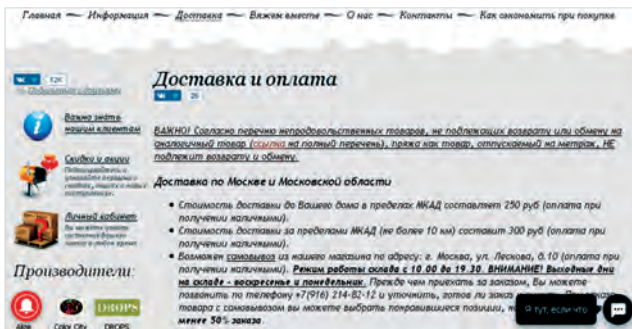 Главная — Информация — Доставка — Вяжем вместе — О нас — Контакты — Как сэкономить при покупке
Доставка и оплата
26
12K
Важно знать
нашим клиентам
Скидки и акции
Личный кабинет
Производители:
Alize
Color City
DROPS
DROPS
ВАЖНО! Согласно перечню непродовольственных товаров, не подлежащих возврату или обмену на
аналогичный товар (ссылка на полный перечень), пряжа как товар, отпускаемый на метраж, НЕ
подлежит возврату и обмену.
Доставка по Москве и Московской области
• Стоимость доставки до Вашего дома в пределах МКАД составляет 250 руб (оплата при
получении наличными).
• Стоимость доставки за пределами МКАД (не более 10 км) составит 300 руб (оплата при
получении наличными).
• Возможен самовывоз из нашего магазина по адресу: г. Москва, ул. Лескова, д.10 (оплата при
получении наличными). Режим работы склада с 10.00 до 19.30. ВНИМАНИЕ! Выходные дни
на складе - воскресенье и понедельник. Прежде чем приехать за заказом, Вы можете
позвонить по телефону +7(916) 214-82-12 и уточнить, готов ли заказ
товара с самовывозом вы можете выбрать понравившиеся позиции,
менее 50% заказа.
Я тут, если что